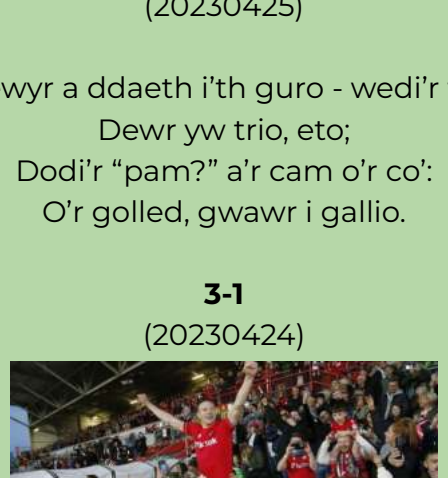 (20230425)
a ddaeth i'th guro - wedi'r
Dewr yw trio, eto;
Dodi'r “pam?” a'r cam o'r co’:
O'r golled, gwawr i gallio.
3-1
(20230424)
TikTok